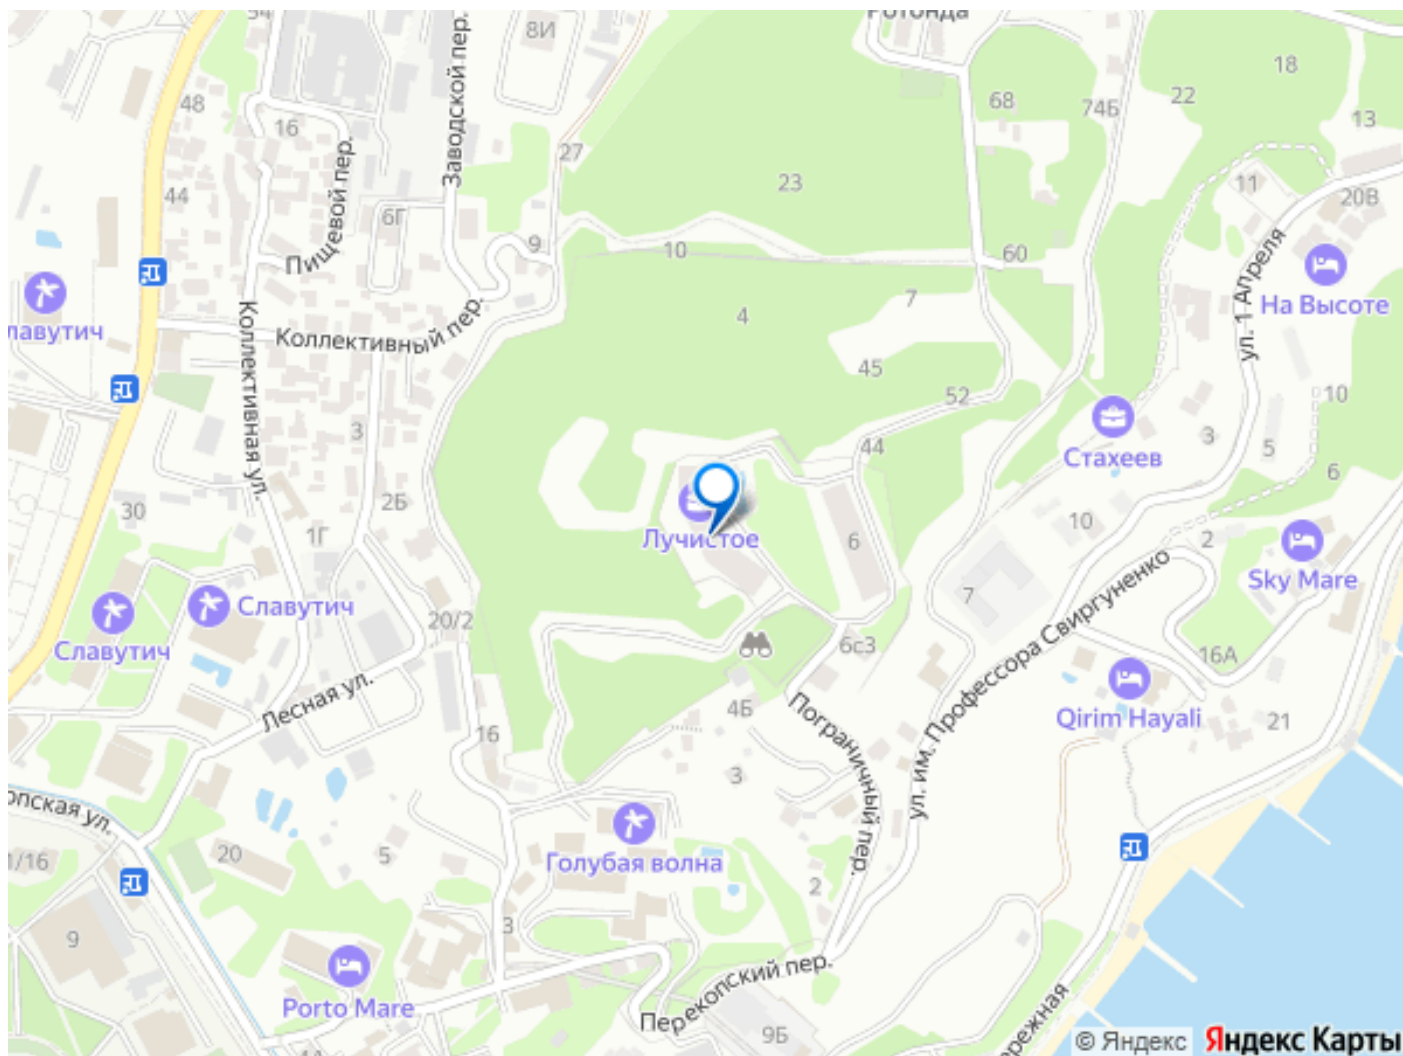 Ротонда
34
8И
18
22
68
74Б
13
48
16
Заводской пер.
27
23
44
Пищевой пер.
6Г
9
10
60
11
20В
7
4
ул. 1 Апреля
На Высоте
Коллективный пер.
Коллективная ул.
45
52
10
3
44
Стахеев
3
5
6
30
2Б
1Г
Лучистое
6
10
2
Sky Mare
7
Славутич
Славутич
20/2
6с3
16А
ул. им. Профессора Свиргуненко
Лесная ул.
16
4Б
Пограничный пер.
Qirim Hayali
21
3
1/16
20
5
Голубая волна
2
9
3
Porto Mare
Перекопский пер.
9Б
© Яндекс
Яндекс Карты